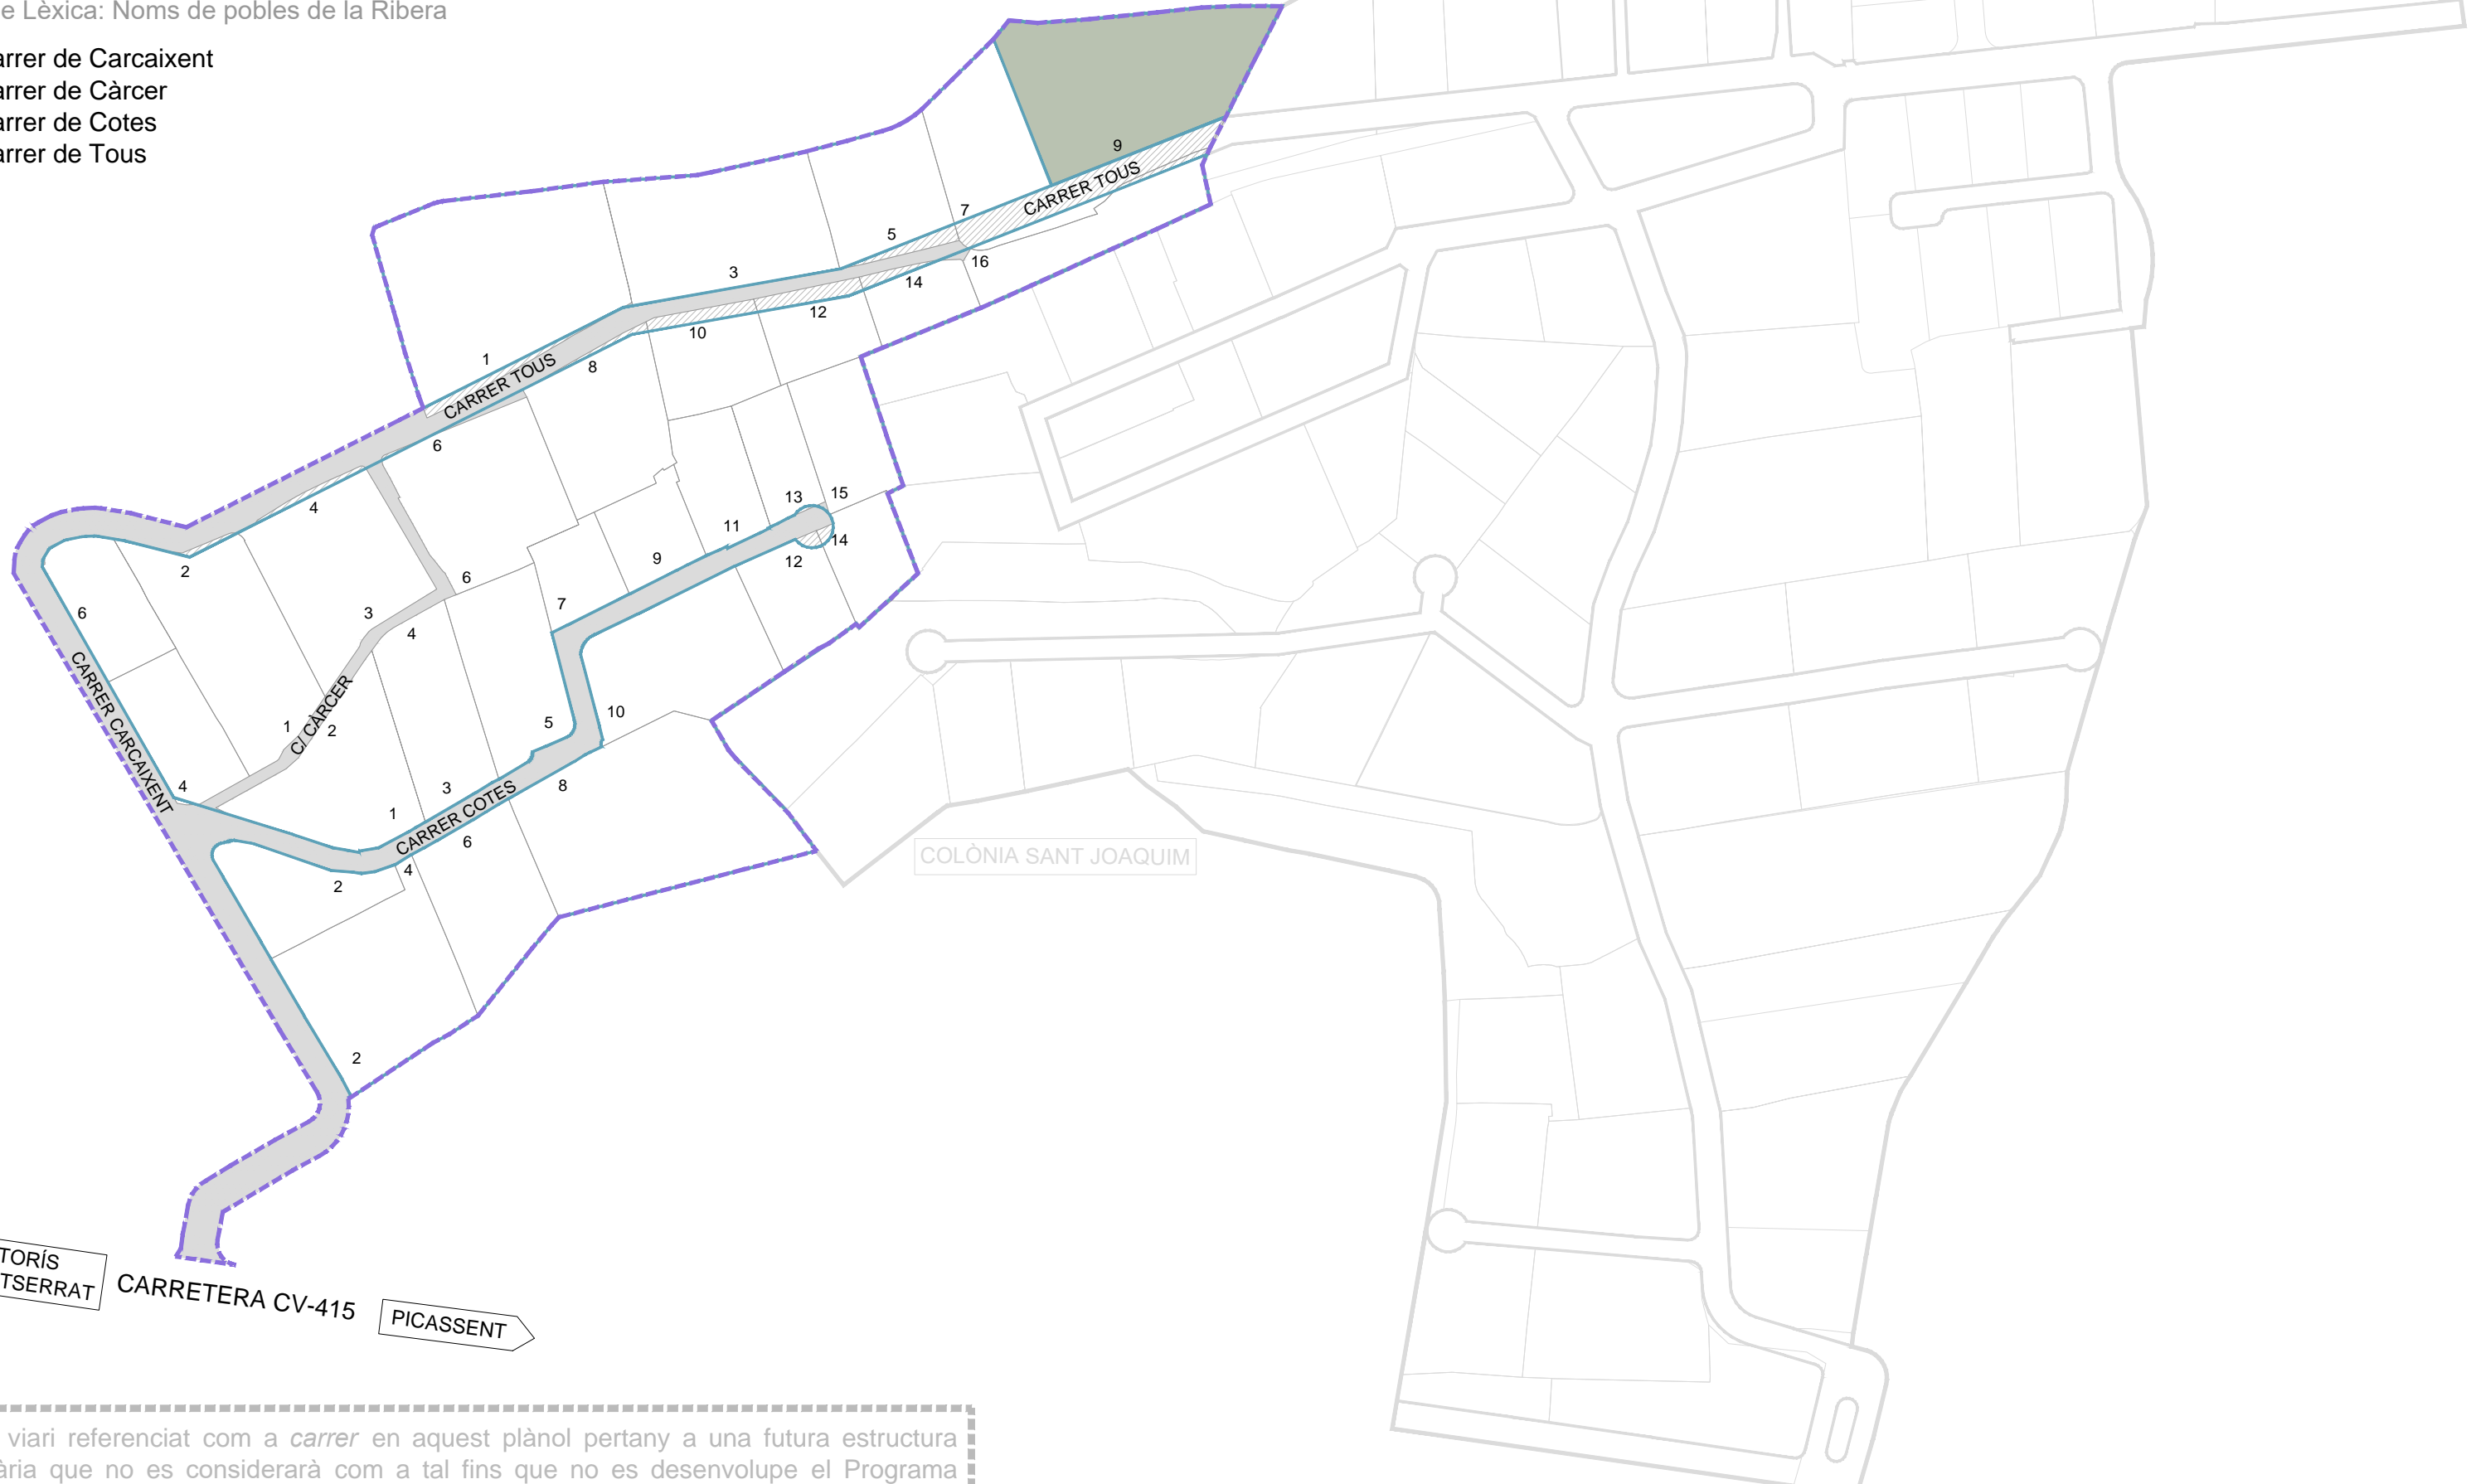 e Lèxica: Noms de pobles de la Ribera
arrer de Carcaixent
arrer de Càrcer
arrer de Cotes
arrer de Tous
9
CARRER TOUS
7
5
16
3
14
12
10
1
8
CARRER TOUS
6
4
2
13
15
11
14
12
9
6
7
6
3
4
CARRER CARCAIXENT
C/ CÀRCER
1
2
5
10
4
3
8
1
CARRER COTES
6
4
2
COLÒNIA SANT JOAQUIM
2
TORÍS
TSERRAT
CARRETERA CV-415
PICASSENT
viari referenciat com a carrer en aquest plànol pertany a una futura estructura
ària que no es considerarà com a tal fins que no es desenvolupe el Programa